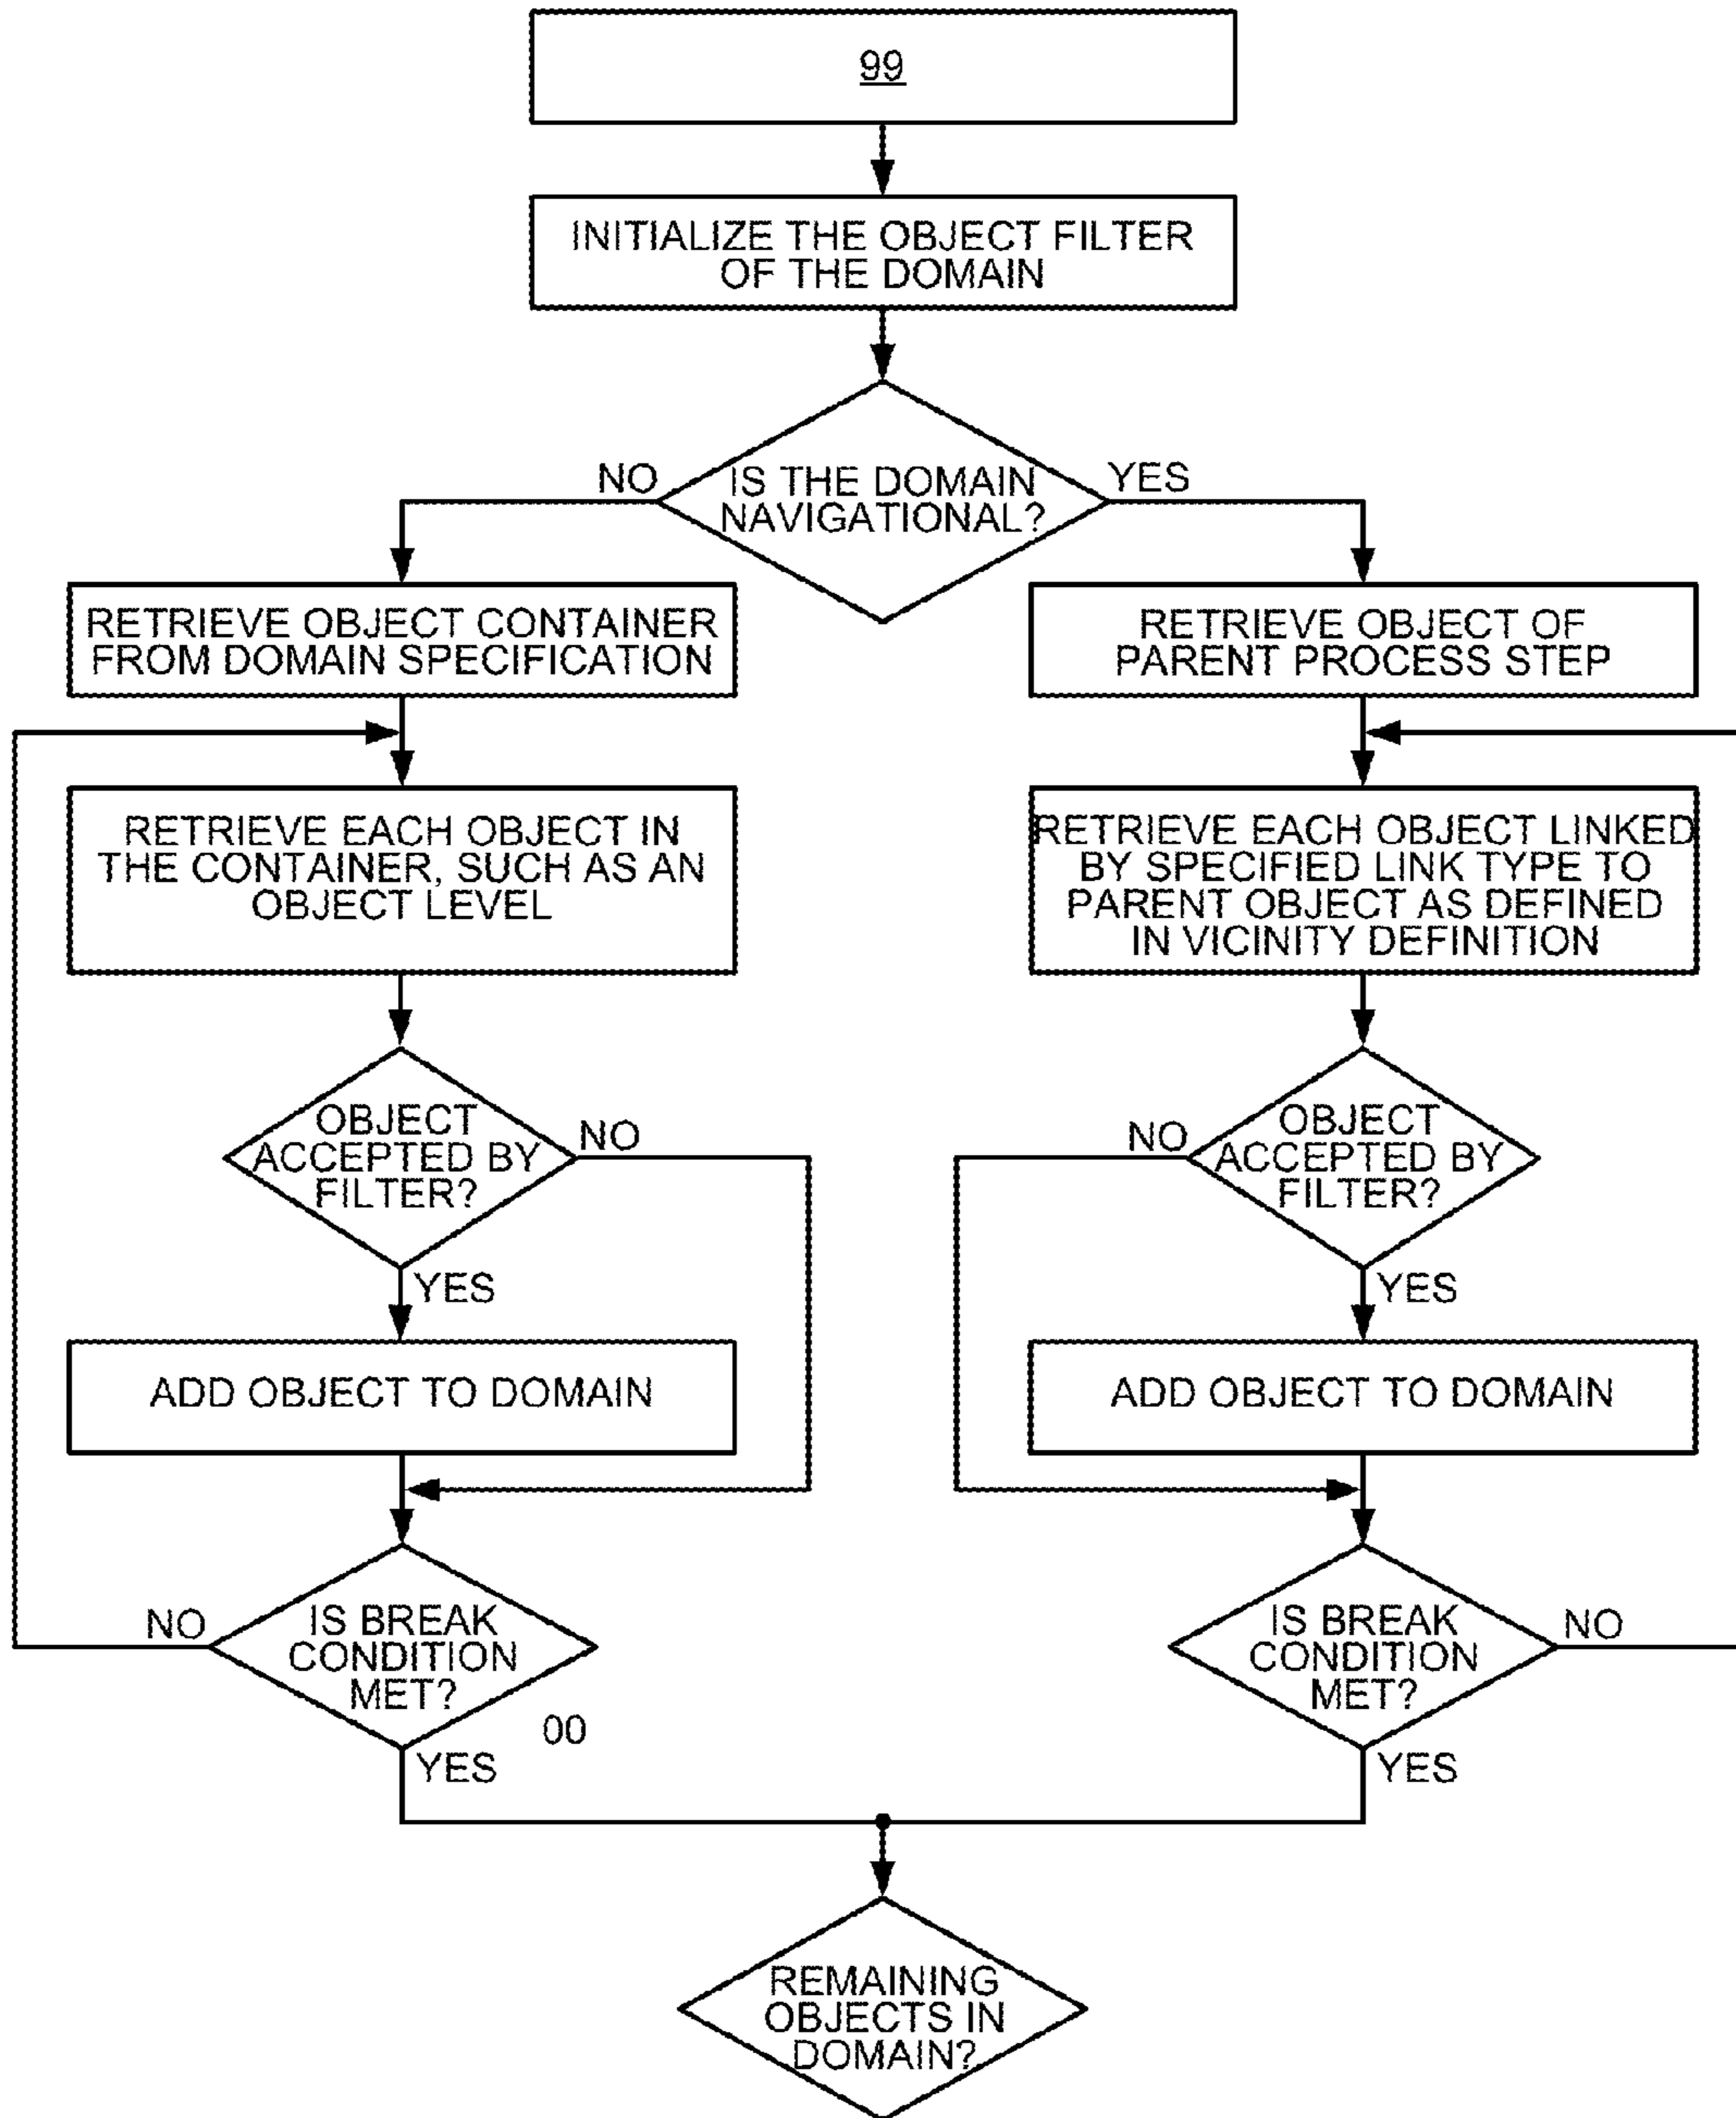 99
INITIALIZE THE OBJECT FILTER
OF THE DOMAIN
NO
IS THE DOMAIN
NAVIGATIONAL?
YES
RETRIEVE OBJECT CONTAINER
FROM DOMAIN SPECIFICATION
RETRIEVE OBJECT OF
PARENT PROCESS STEP
RETRIEVE EACH OBJECT IN
THE CONTAINER, SUCH AS AN
OBJECT LEVEL
RETRIEVE EACH OBJECT LINKED
BY SPECIFIED LINK TYPE TO
PARENT OBJECT AS DEFINED
IN VICINITY DEFINITION
OBJECT
ACCEPTED BY
FILTER?
NO
YES
NO
OBJECT
ACCEPTED BY
FILTER?
YES
ADD OBJECT TO DOMAIN
ADD OBJECT TO DOMAIN
NO
IS BREAK
CONDITION
MET?
00
YES
IS BREAK
CONDITION
MET?
NO
YES
REMAINING
OBJECTS IN
DOMAIN?